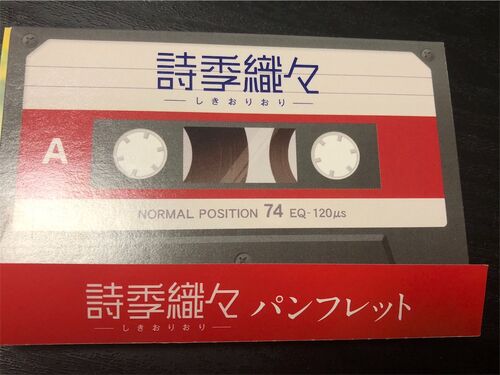 詩季織々
しきおりおり
A
NORMAL POSITION 74 EQ-120μs
詩季織々 パンフレット
しきおりおり